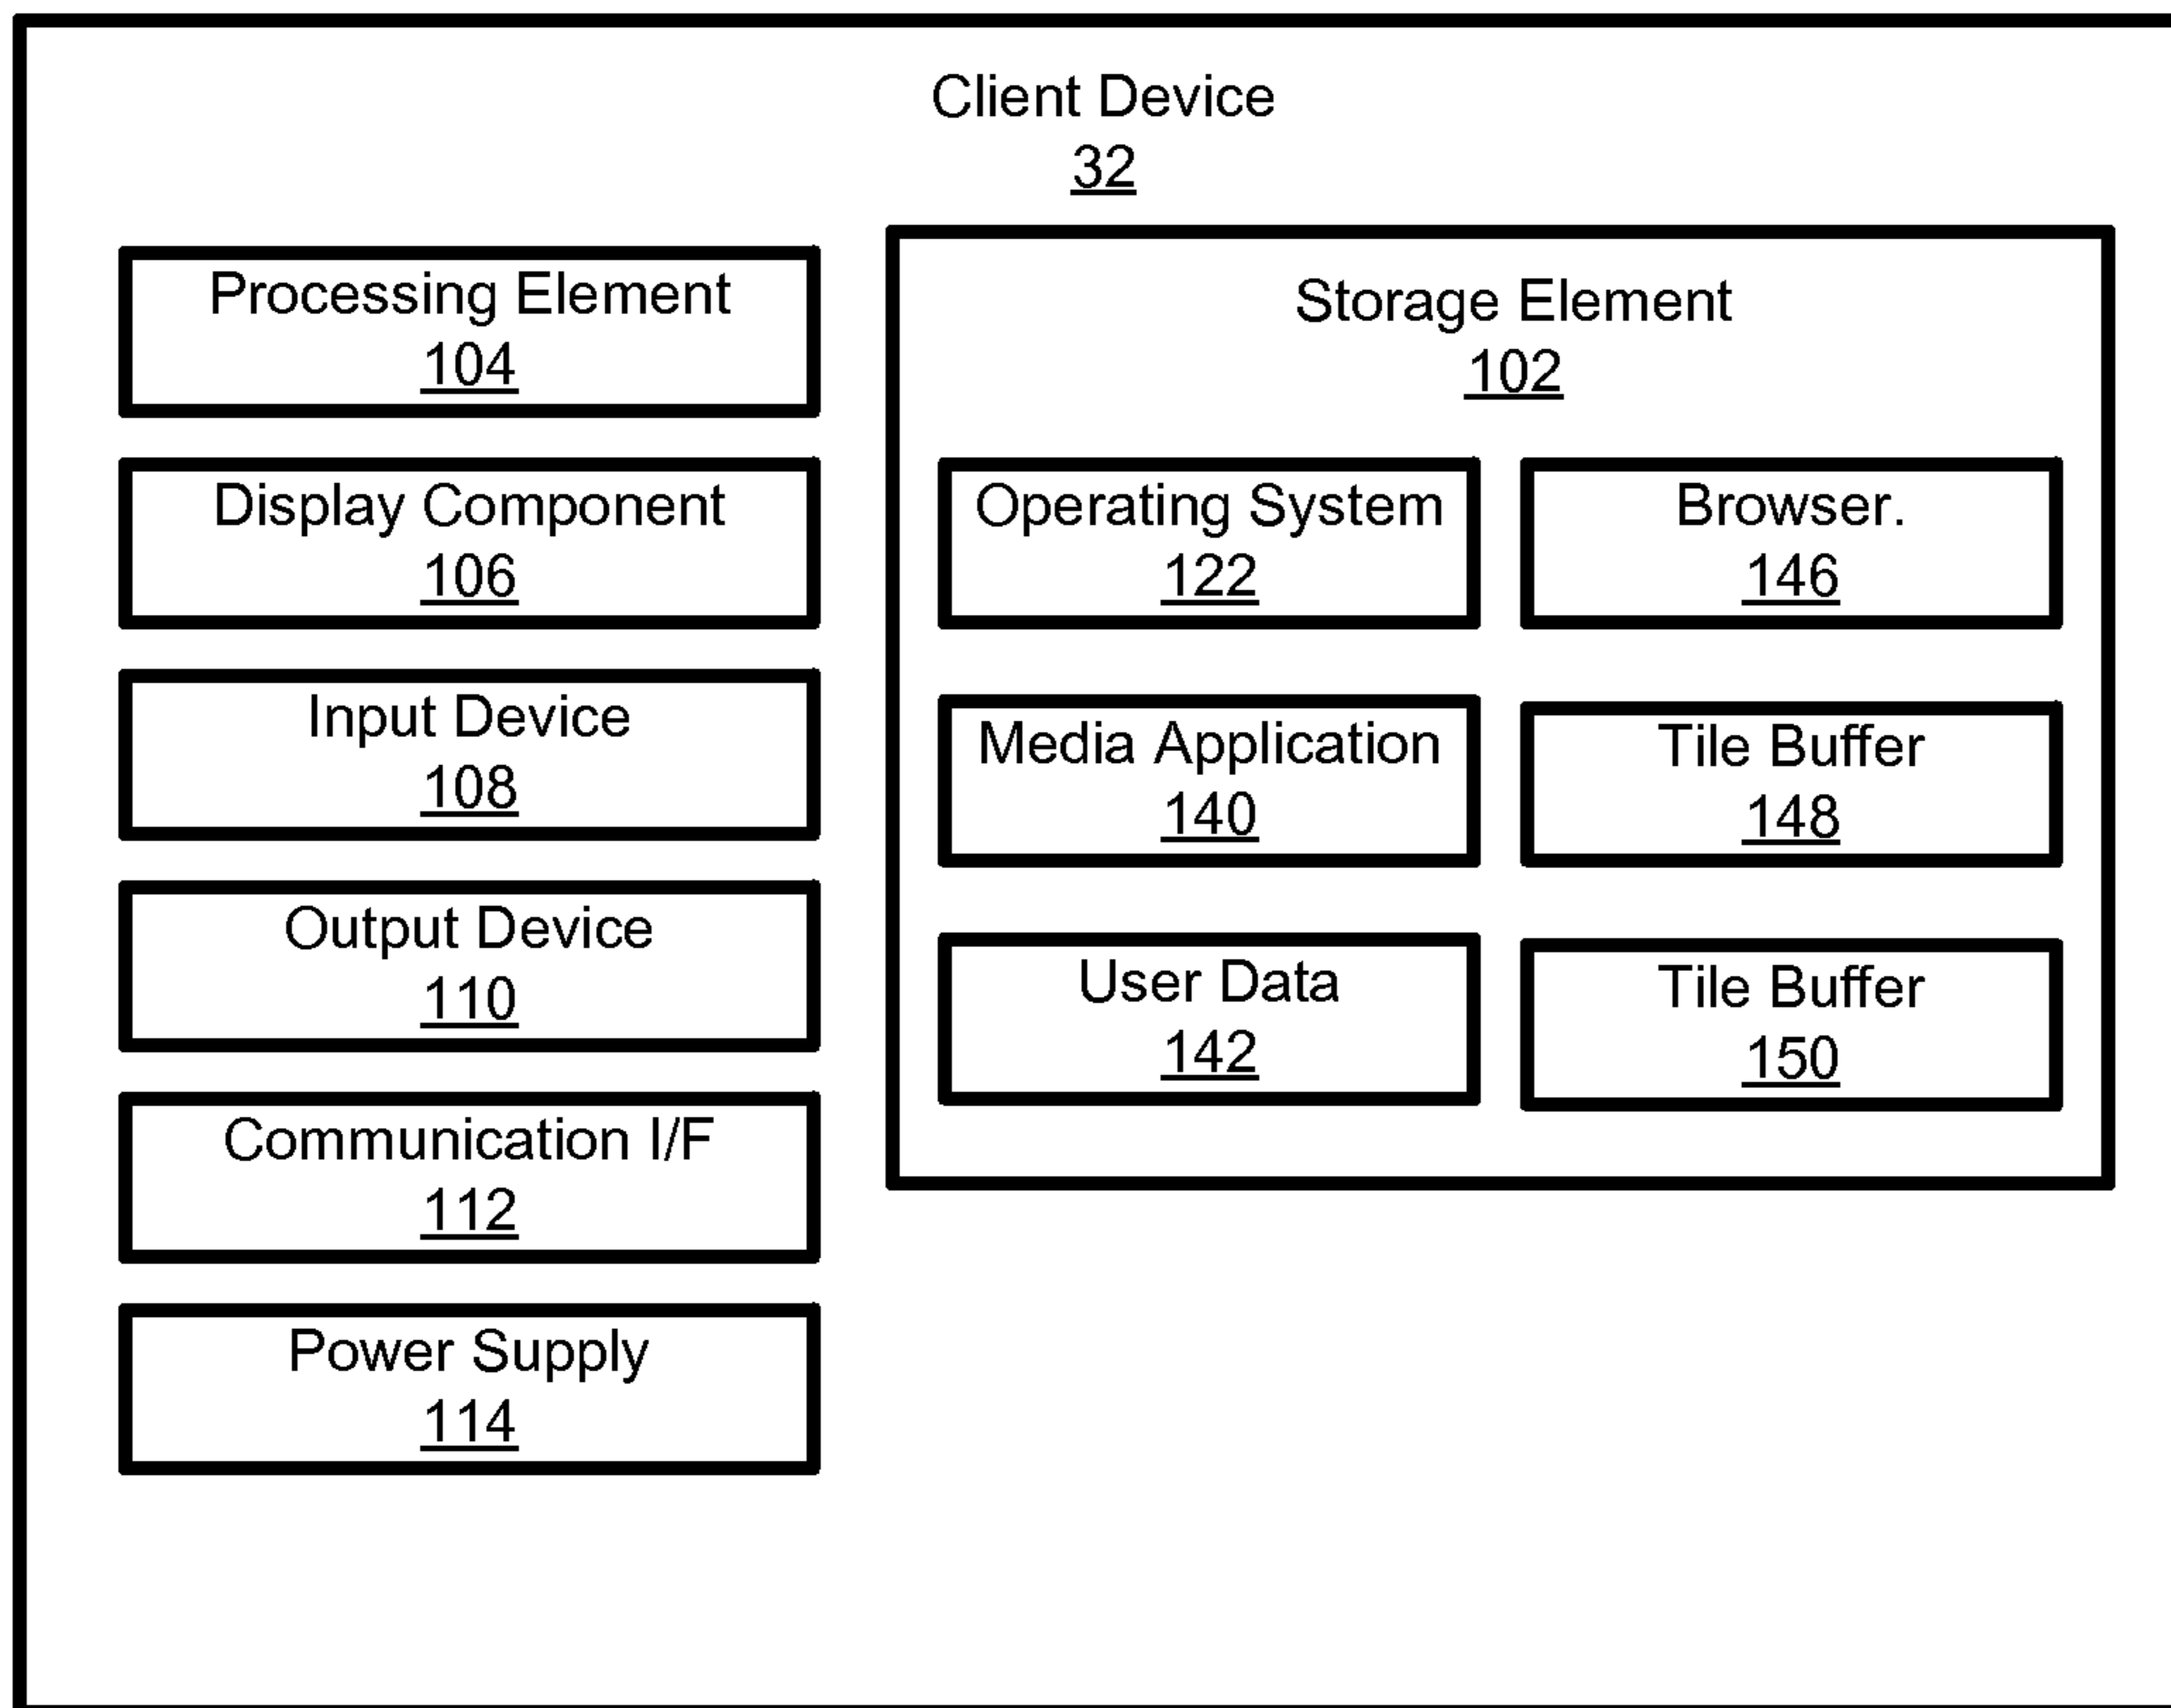 Client Device
32
Processing Element
104
Display Component
106
Input Device
108
Output Device
110
Communication I/F
112
Power Supply
114
Storage Element
102
Operating System
122
Browser.
146
Media Application
140
Tile Buffer
148
User Data
142
Tile Buffer
150